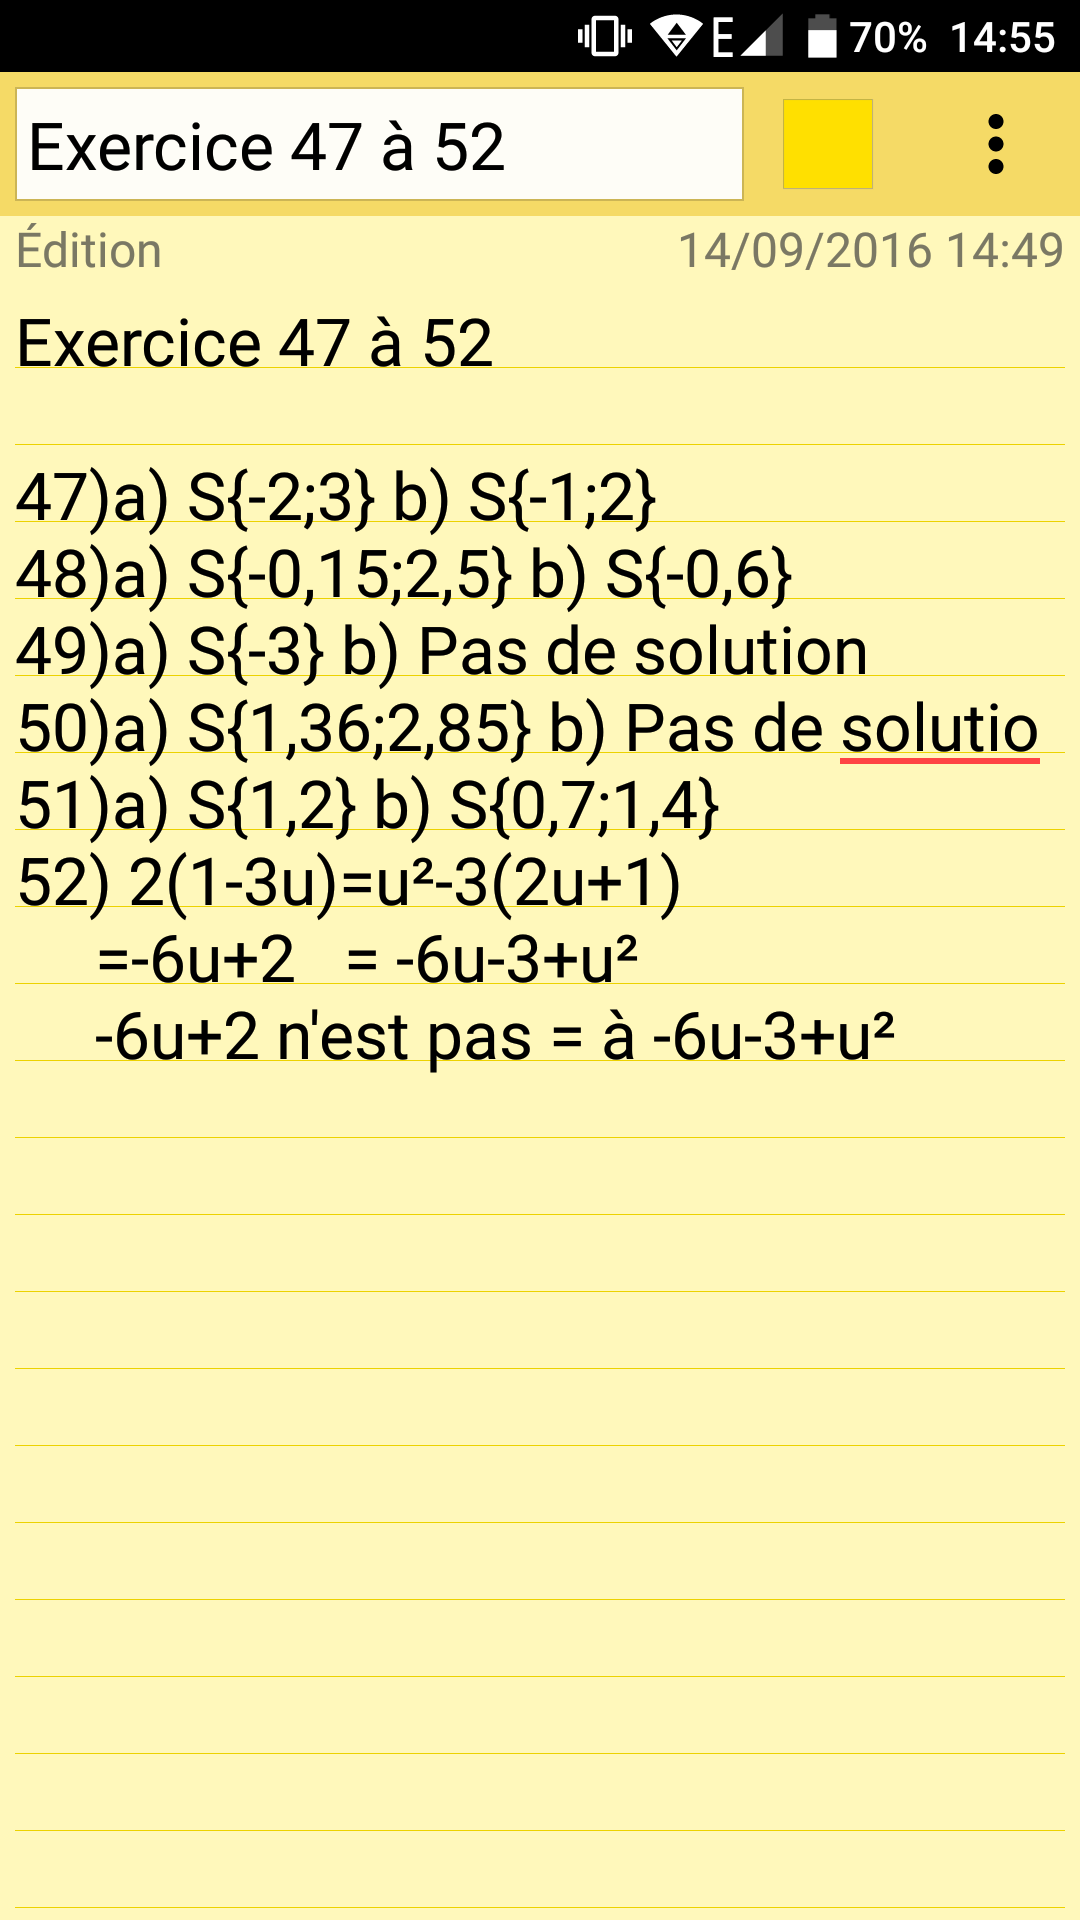 E 70% 14:55
Exercice 47 à 52
Édition 14/09/2016 14:49
Exercice 47 à 52
47)a) S{-2;3} b) S{-1;2}
48)a) S{-0,15;2,5} b) S{-0,6}
49)a) S{-3} b) Pas de solution
50)a) S{1,36;2,85} b) Pas de solutio
51)a) S{1,2} b) S{0,7;1,4}
52) 2(1-3u)=u²-3(2u+1)
=-6u+2 = -6u-3+u²
-6u+2 n'est pas = à -6u-3+u²